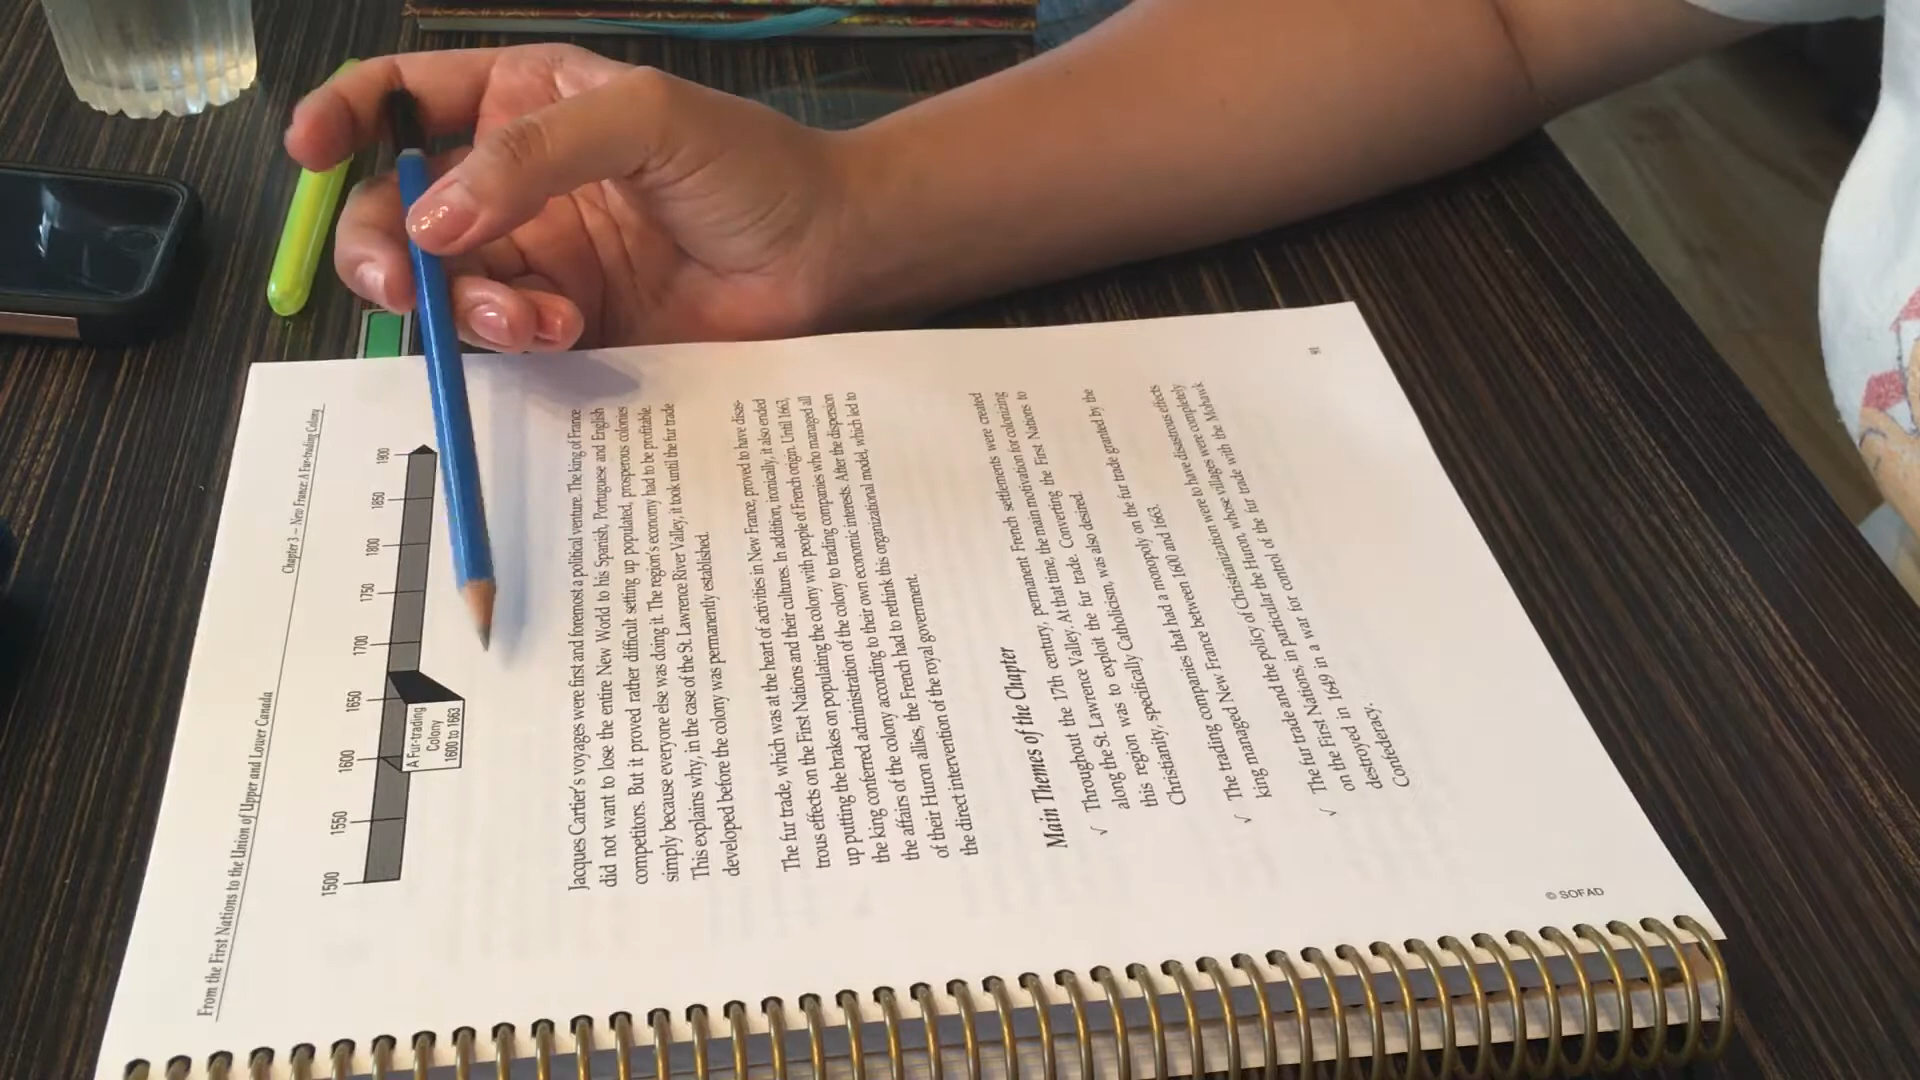 From the First Nations to the Union of Upper and Lower Canada
Chapter 3 – New France: A Fur-trading Colony
1500 1550 1600 1650 1700 1750 1800 1850 1900
A Fur-trading
Colony
1600 to 1663
Jacques Cartier's voyages were first and foremost a political venture. The king of France
did not want to lose the entire New World to his Spanish, Portuguese and English
competitors. But it proved rather difficult setting up populated, prosperous colonies
simply because everyone else was doing it. The region's economy had to be profitable.
This explains why, in the case of the St. Lawrence River Valley, it took until the fur trade
developed before the colony was permanently established.
The fur trade, which was at the heart of activities in New France, proved to have disas-
trous effects on the First Nations and their cultures. In addition, ironically, it also ended
up putting the brakes on populating the colony with people of French origin. Until 1663,
the king conferred administration of the colony to trading companies who managed all
the affairs of the colony according to their own economic interests. After the dispersion
of their Huron allies, the French had to rethink this organizational model, which led to
the direct intervention of the royal government.
Main Themes of the Chapter
√ Throughout the 17th century, permanent French settlements were created
along the St. Lawrence Valley. At that time, the main motivation for colonizing
this region was to exploit the fur trade. Converting the First Nations to
Christianity, specifically Catholicism, was also desired.
√ The trading companies that had a monopoly on the fur trade granted by the
king managed New France between 1600 and 1663.
√ The fur trade and the policy of Christianization were to have disastrous effects
on the First Nations, in particular the Huron, whose villages were completely
destroyed in 1649 in a war for control of the fur trade with the Mohawk
Confederacy.
© SOFAD